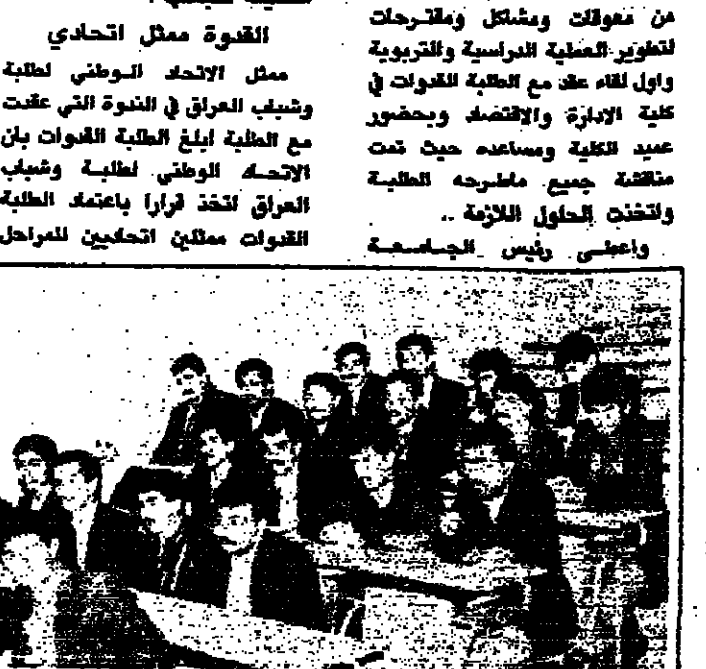 من معوقات ومشاكل ومقترحات
لتطوير العملية الدراسية والتربوية
واول لقاء عقد مع الطلبة القدوات في
كلية الادارة والاقتصاد وبحضور
عميد الكلية ومساعده حيث تمت
مناقشة جميع ماطرحه الطلبة
واتخذت الحلول اللازمة ..
واعطى رئيس الجامعة
القدوة ممثل اتحادي
ممثل الاتحاد الوطني لطلبة
وشباب العراق في الندوة التي عقدت
مع الطلبة ابلغ الطلبة القدوات بان
الاتحاد الوطني لطلبة وشباب
العراق اتخذ قرارا باعتماد الطلبة
القدوات ممثلين اتحاديين للمراحل